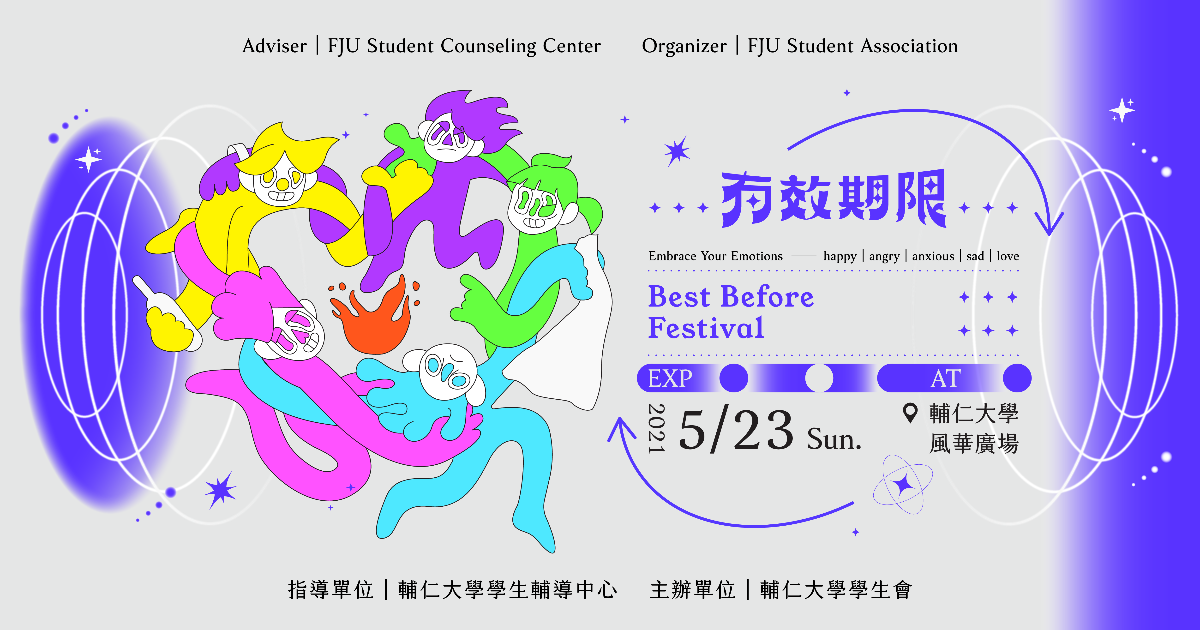 Adviser | FJU Student Counseling Center Organizer | FJU Student Association
有效期限
Embrace Your Emotions — happy | angry | anxious | sad | love
Best Before
Festival
EXP AT
2021 5/23 Sun.
輔仁大學
風華廣場
指導單位 | 輔仁大學學生輔導中心 主辦單位 | 輔仁大學學生會